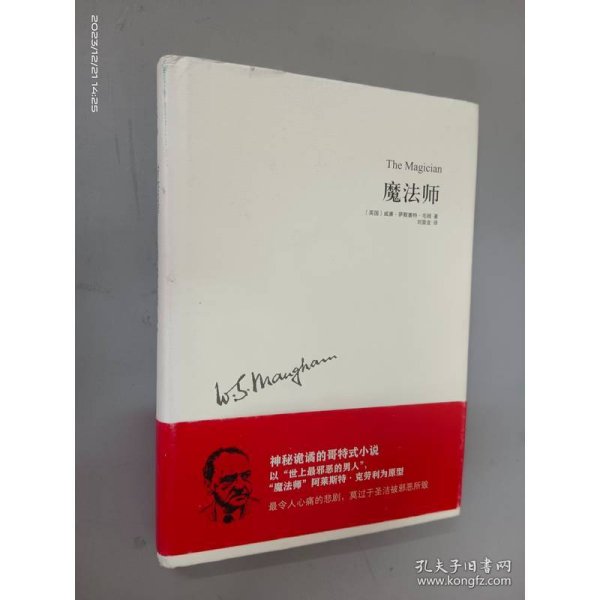 2023/12/21 14:25
The Magician
魔法师
（英国）威廉·萨默塞特·毛姆 著
刘宸含 译
W.S. Maugham
神秘诡谲的哥特式小说
以“世上最邪恶的男人”，
“魔法师”阿莱斯特·克劳利为原型
最令人心痛的悲剧，莫过于圣洁被邪恶所毁
孔夫子旧书网
www.kongfz.com